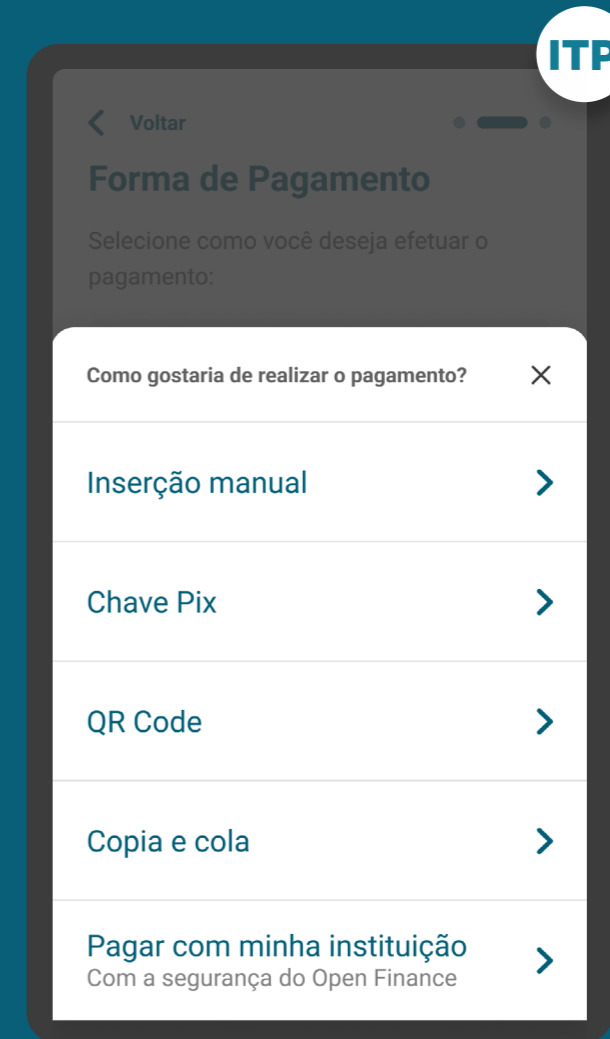 ITP
Voltar
Forma de Pagamento
Selecione como você deseja efetuar o
pagamento:
Como gostaria de realizar o pagamento?
Inserção manual
Chave Pix
QR Code
Copia e cola
Pagar com minha instituição
Com a segurança do Open Finance